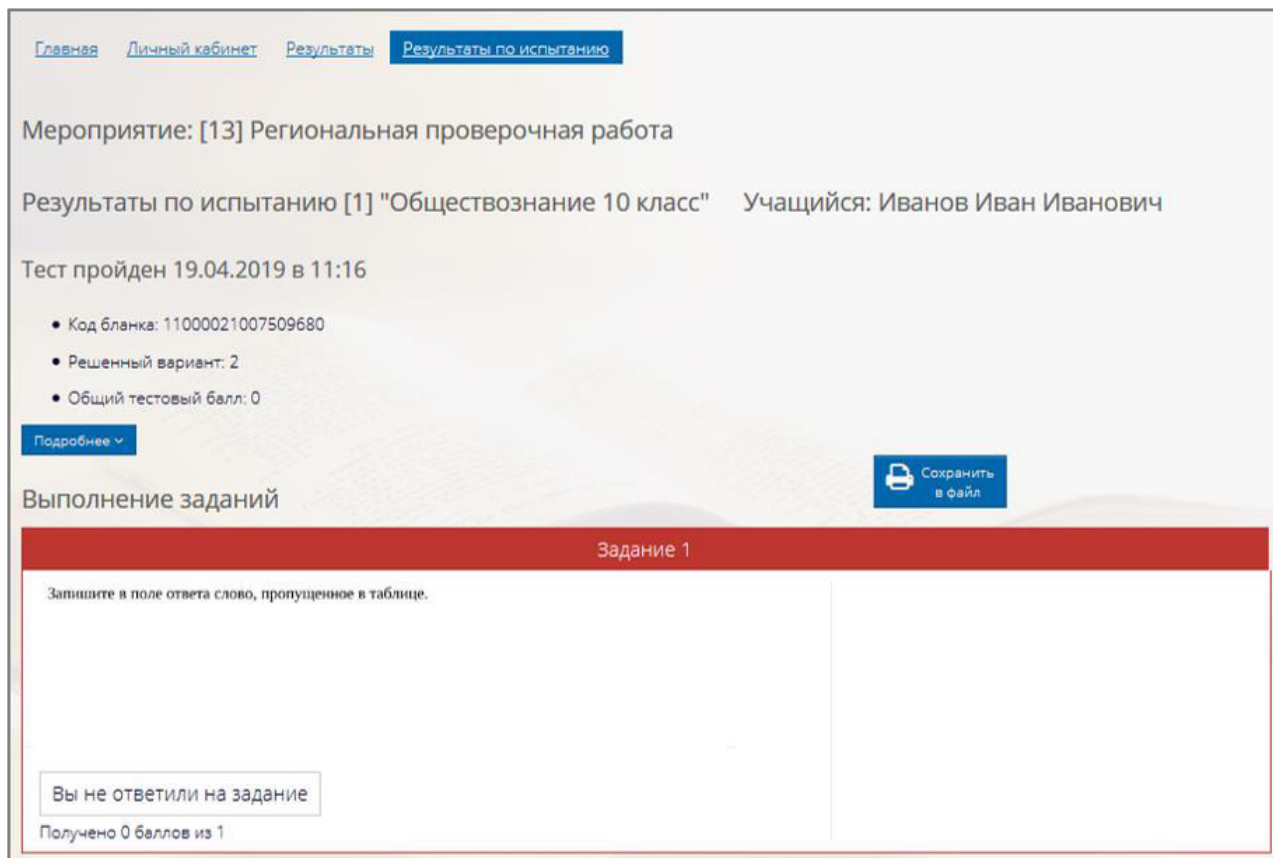 Главная Личный кабинет Результаты Результаты по испытанию
Мероприятие: [13] Региональная проверочная работа
Результаты по испытанию [1] "Обществознание 10 класс" Учащийся: Иванов Иван Иванович
Тест пройден 19.04.2019 в 11:16
• Код бланка: 11000021007509680
• Решенный вариант: 2
• Общий тестовый балл: 0
Подробнее
Сохранить
в файл
Выполнение заданий
Задание 1
Запишите в поле ответа слово, пропущенное в таблице.
Вы не ответили на задание
Получено 0 баллов из 1